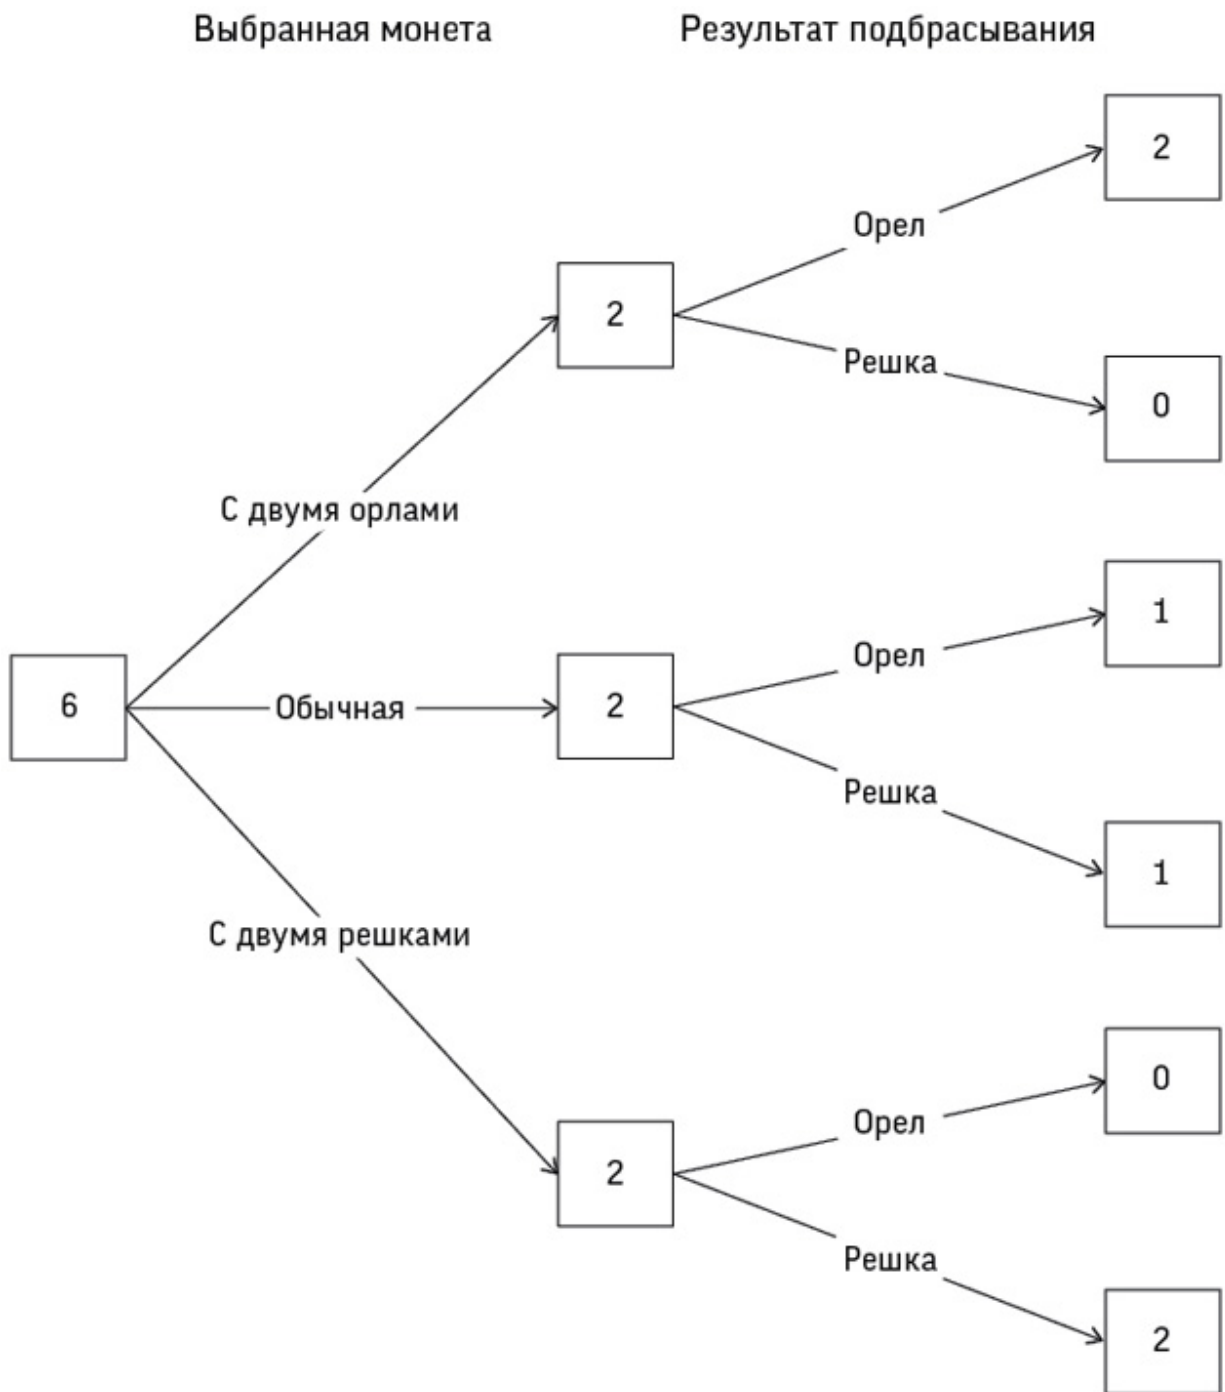 Выбранная монета
Результат подбрасывания
2
Орел
2
Решка
0
С двумя орлами
1
Орел
6
Обычная
2
Решка
1
С двумя решками
0
Орел
2
Решка
2